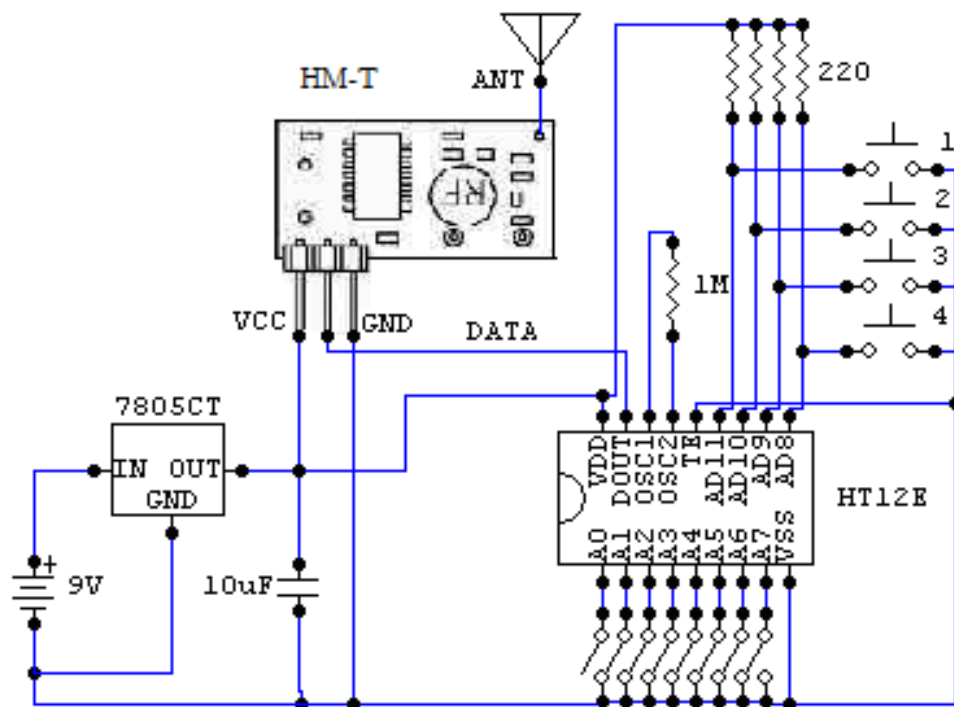 HM-T
ANT
220
1
2
3
4
1M
VCC
GND
DATA
7805CT
IN OUT
GND
+
9V
10uF
VDD
DOUT
OSC1
OSC2
TE
AD11
AD10
AD9
AD8
HT12E
A0
A1
A2
A3
A4
A5
A6
A7
VSS
RF